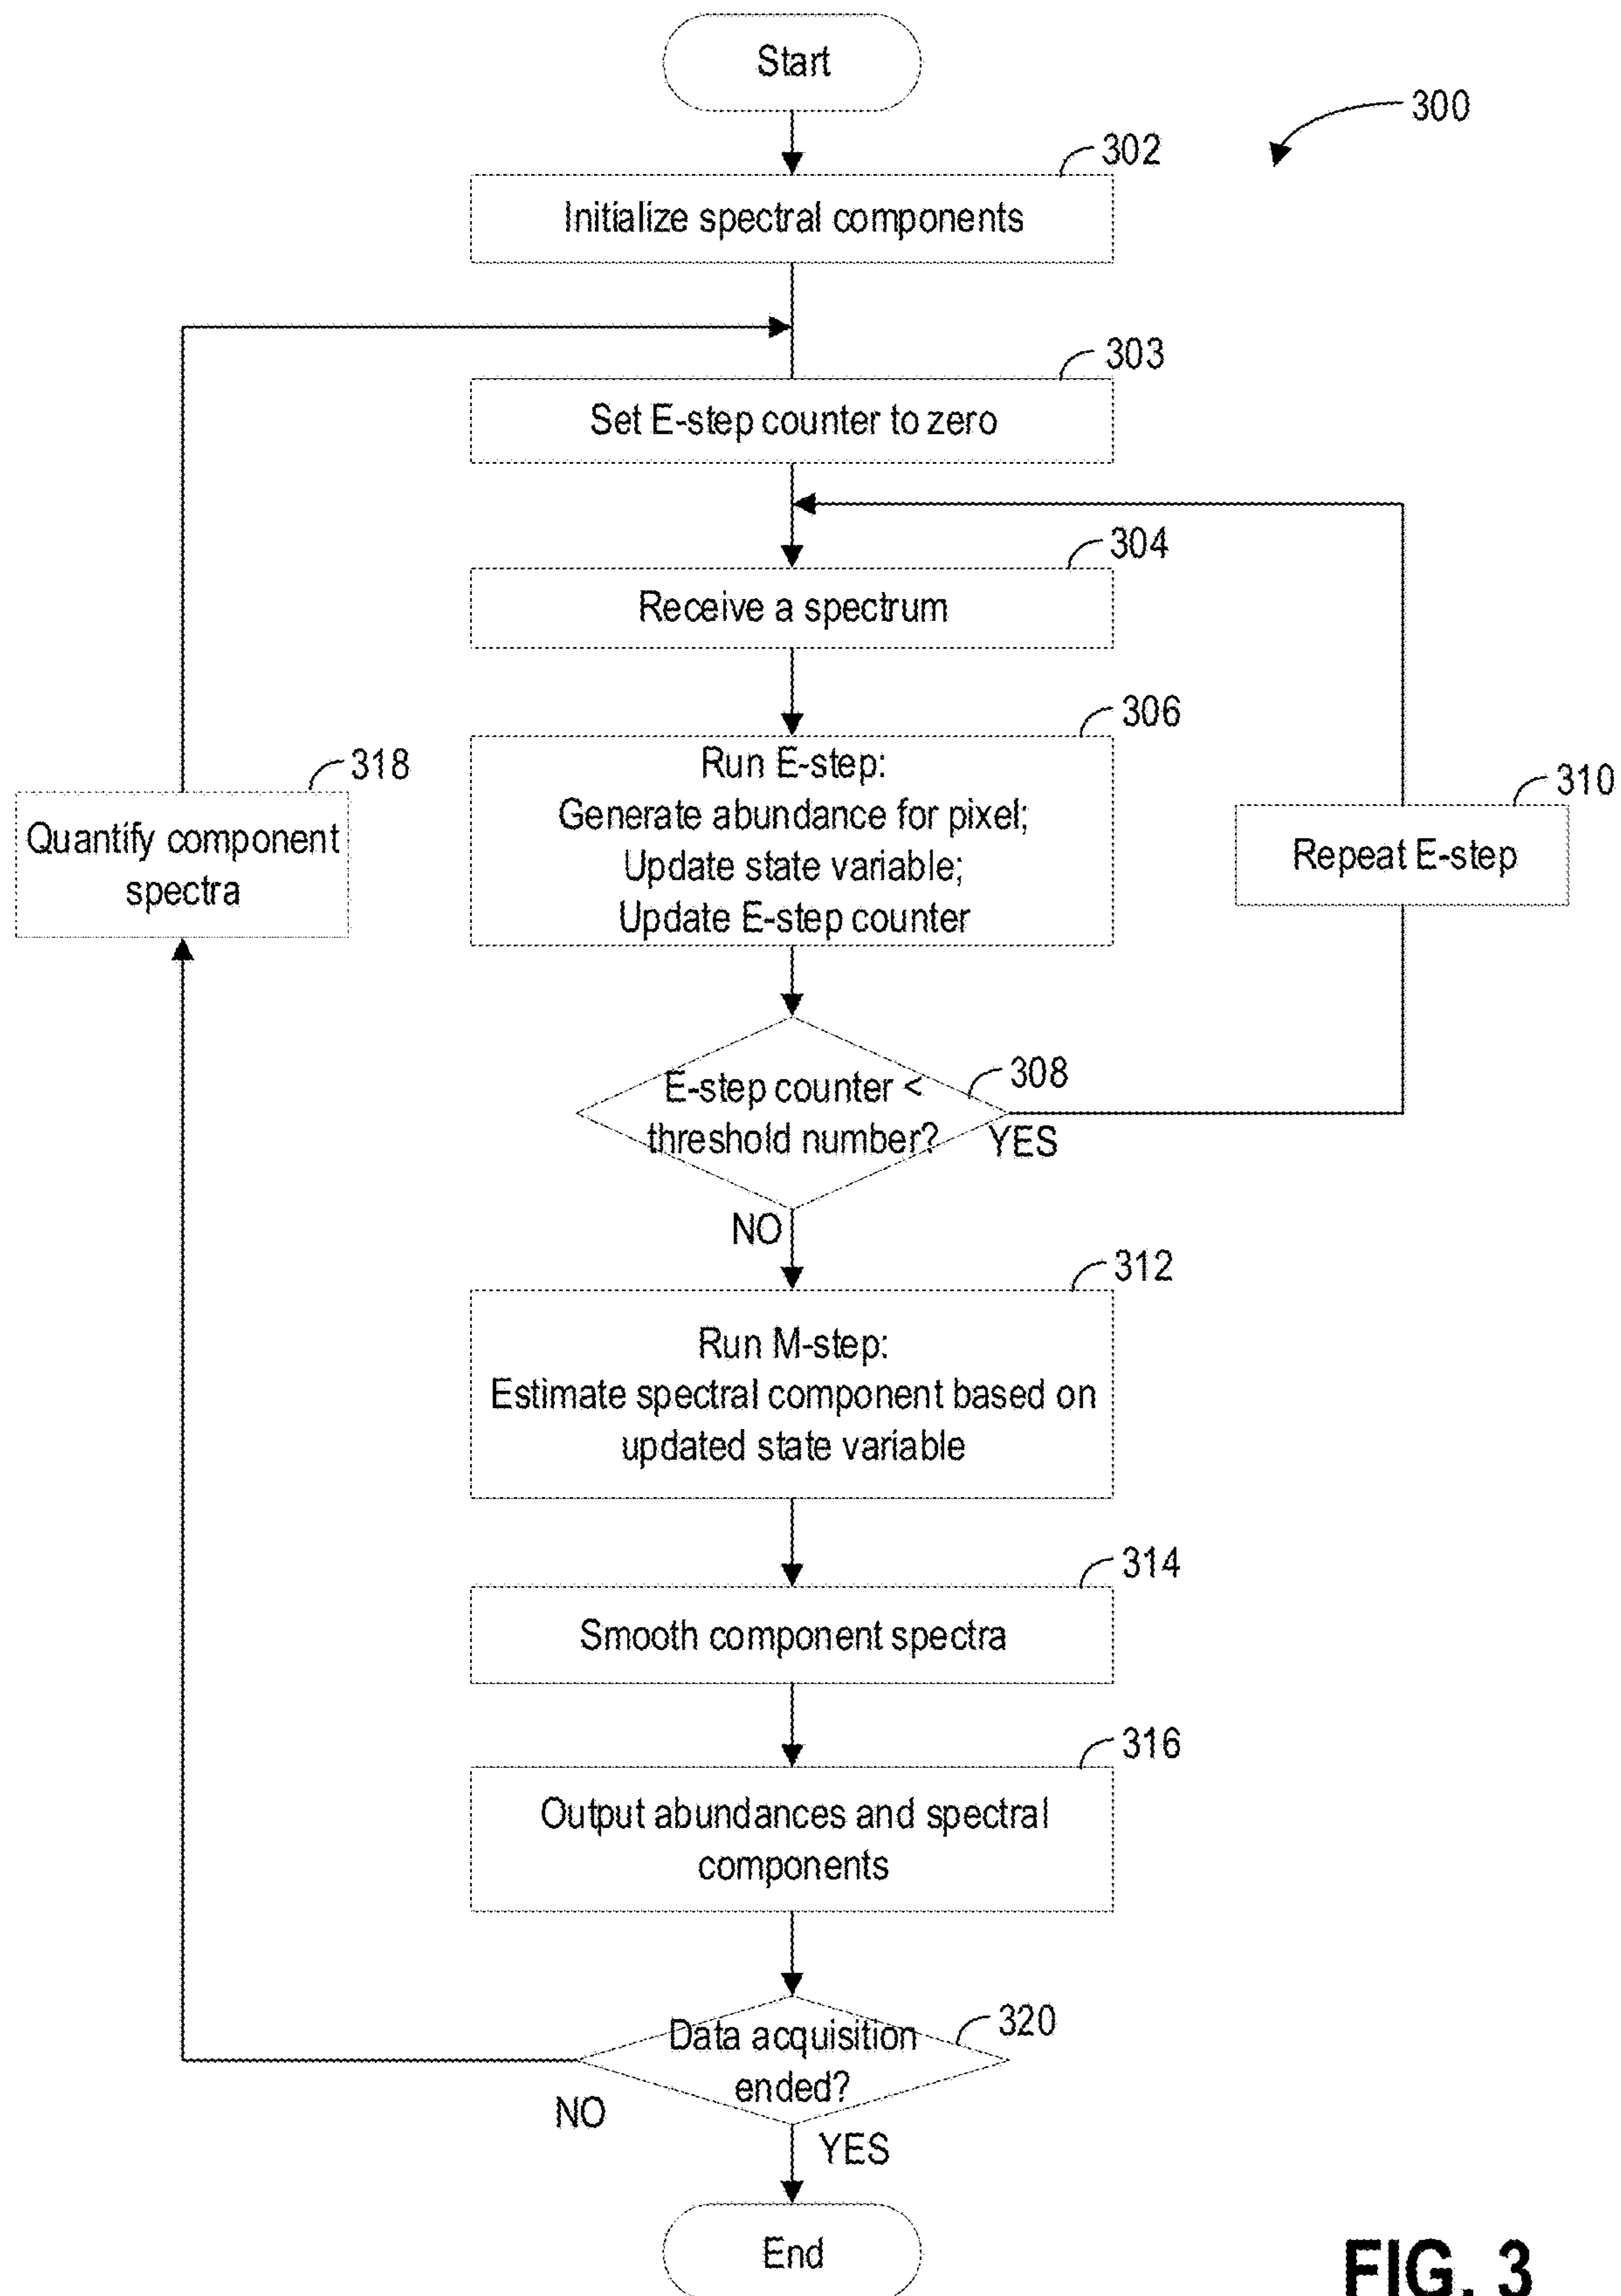 Start
300
302
Initialize spectral components
303
Set E-step counter to zero
304
Receive a spectrum
306
Run E-step:
Generate abundance for pixel;
Update state variable;
Update E-step counter
318
Quantify component
spectra
310
Repeat E-step
308
E-step counter <
threshold number?
YES
NO
312
Run M-step:
Estimate spectral component based on
updated state variable
314
Smooth component spectra
316
Output abundances and spectral
components
320
Data acquisition
ended?
NO
YES
End
FIG. 3